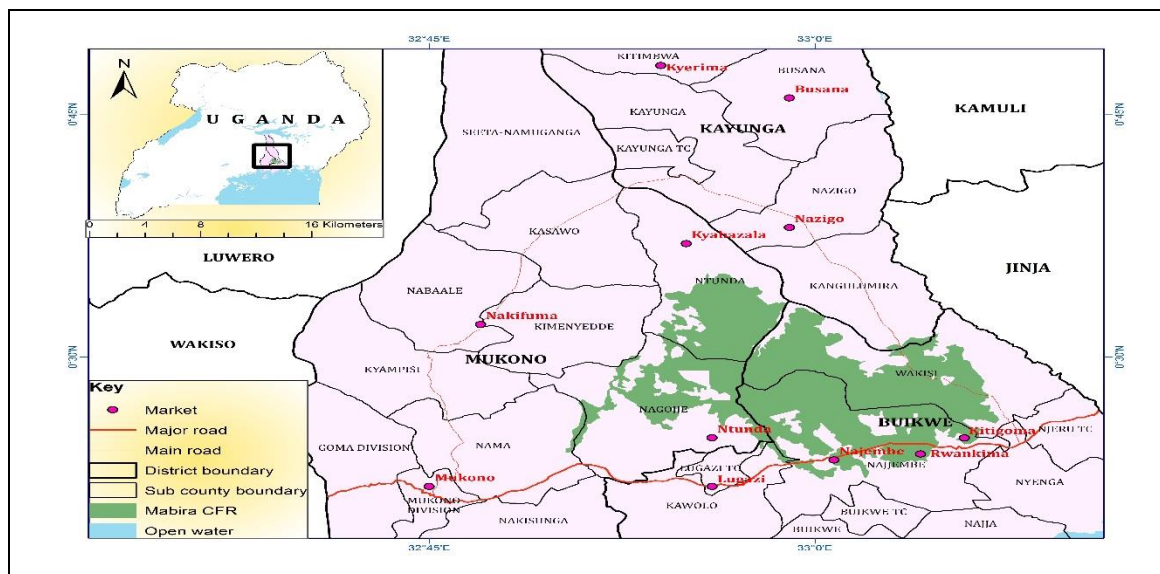 32°45'E
33°0'E
N
UGANDA
0 4 8 16 Kilometers
KITIMBWA
Kyerima
BUSANA
Busana
KAMULI
0°45'N
0°45'N
KAYUNGA
KAYUNGA
SEETA-NAMUGANGA
KAYUNGA TC
NAZIGO
Nazigo
KASAWO
Kyakazala
LUWERO
JINJA
NTUNDA
KANGULUMIRA
NABAALE
Nakifuma
KIMENYEDDE
WAKISO
MUKONO
0°30'N
0°30'N
KYAMPISI
WAKISI
Key
Market
Major road
Main road
District boundary
Sub county boundary
Mabira CFR
Open water
NAGOJJE
BUIKWE
Ntunda
Kitigoma
NJERU TC
GOMA DIVISION
NAMA
Najembe
Rwankima
NAJJEMBE
LUGAZI TC
Lugazi
Mukono
NYENGA
MUKONO
DIVISION
KAWOLO
NAKISUNGA
BUIKWE TC
BUIKWE
NAJJA
32°45'E
33°0'E